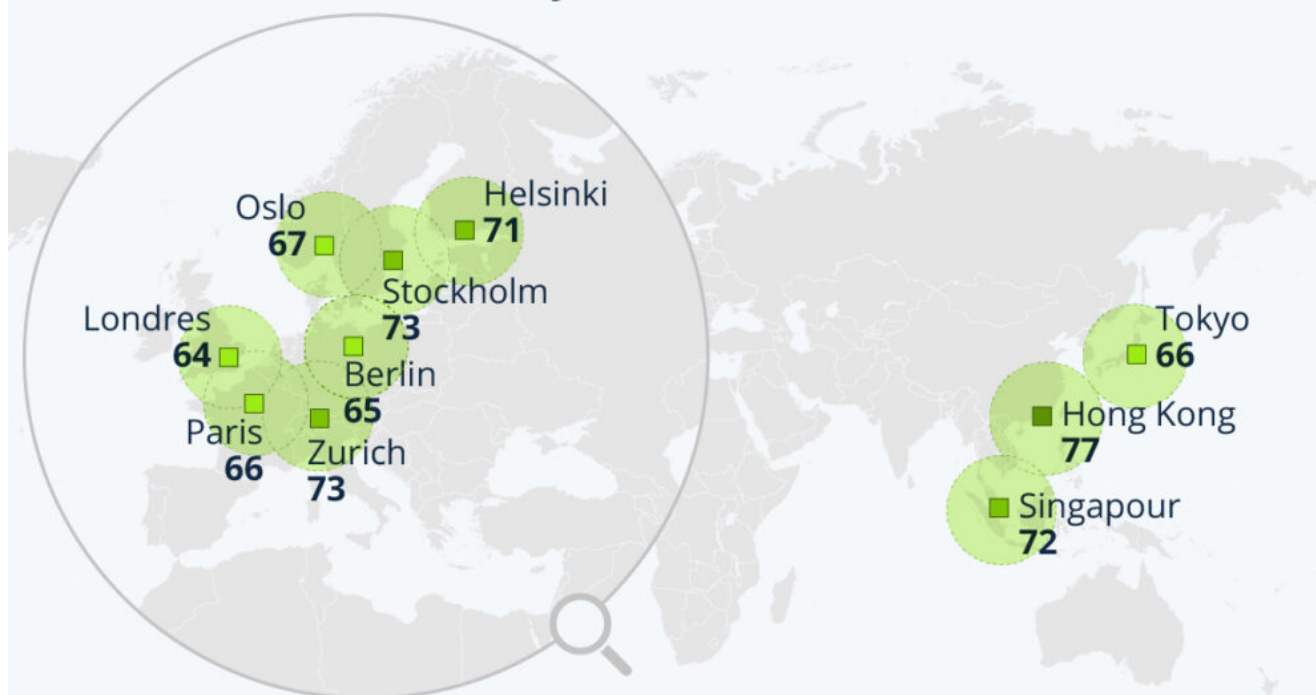 Oslo
67
Helsinki
71
Stockholm
73
Londres
64
Berlin
65
Paris
66
Zurich
73
Tokyo
66
Hong Kong
77
Singapour
72